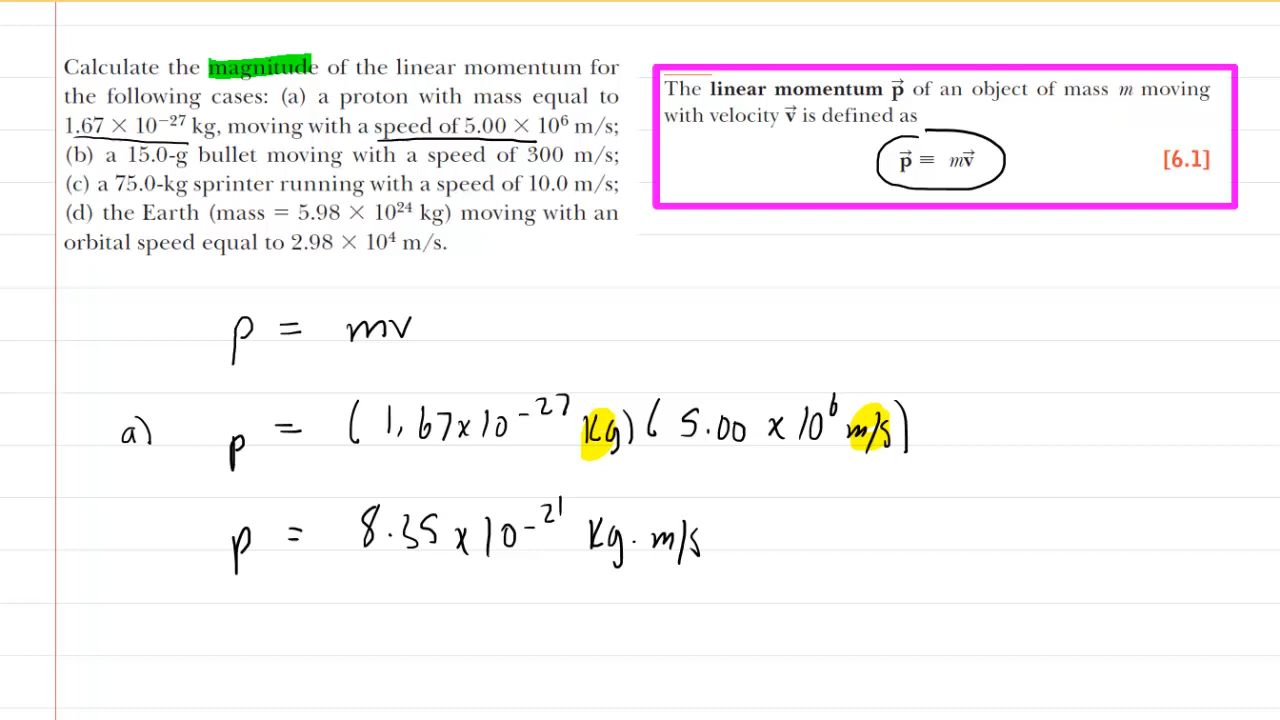 Calculate the magnitude of the linear momentum for
the following cases: (a) a proton with mass equal to
1.67 × 10⁻²⁷ kg, moving with a speed of 5.00 × 10⁶ m/s;
(b) a 15.0-g bullet moving with a speed of 300 m/s;
(c) a 75.0-kg sprinter running with a speed of 10.0 m/s;
(d) the Earth (mass = 5.98 × 10²⁴ kg) moving with an
orbital speed equal to 2.98 × 10⁴ m/s.
The linear momentum p⃗ of an object of mass m moving
with velocity v⃗ is defined as
p⃗ ≡ mv⃗ [6.1]
p = mv
a) p = (1.67x10⁻²⁷ Kg)(5.00 x 10⁶ m/s)
p = 8.35 x 10⁻²¹ Kg. m/s